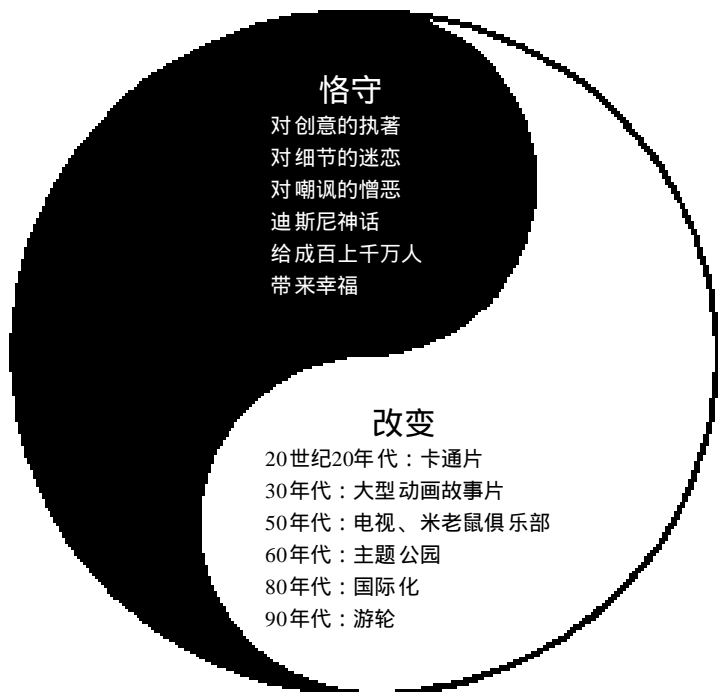 恪守
对创意的执著
对细节的迷恋
对嘲讽的憎恶
迪斯尼神话
给成百上千万人
带来幸福
改变
20世纪20年代：卡通片
30年代：大型动画故事片
50年代：电视、米老鼠俱乐部
60年代：主题公园
80年代：国际化
90年代：游轮